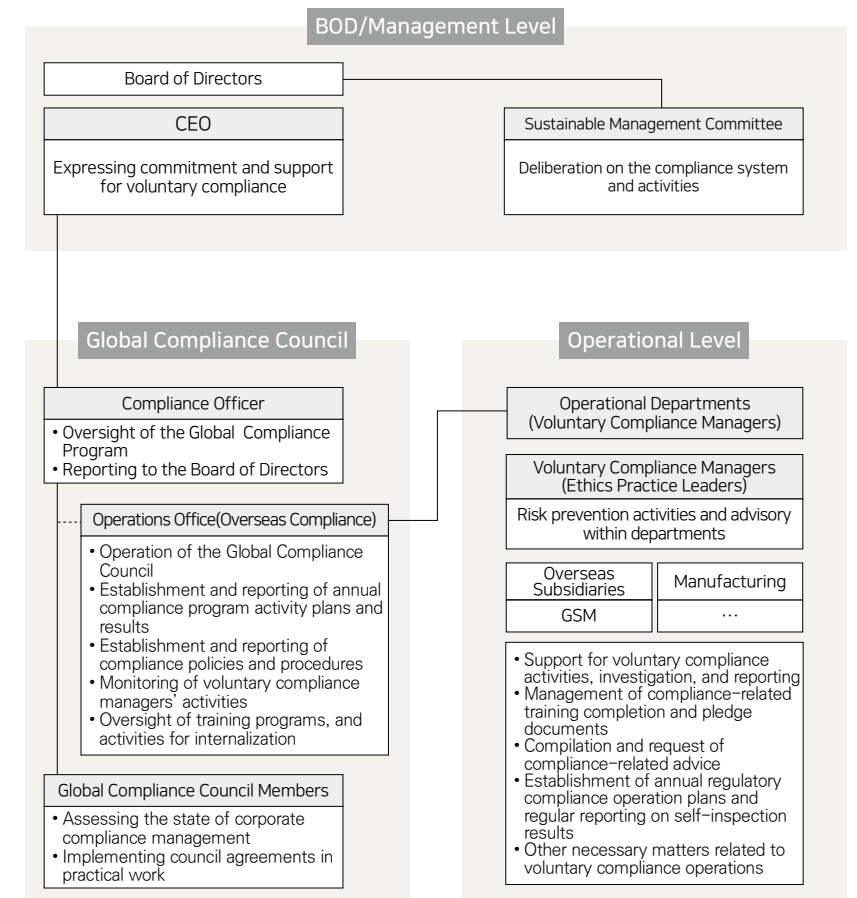 BOD/Management Level
Board of Directors
CEO
Expressing commitment and support
for voluntary compliance
Sustainable Management Committee
Deliberation on the compliance system
and activities
Global Compliance Council
Compliance Officer
• Oversight of the Global Compliance
Program
• Reporting to the Board of Directors
Operations Office(Overseas Compliance)
• Operation of the Global Compliance
Council
• Establishment and reporting of annual
compliance program activity plans and
results
• Establishment and reporting of
compliance policies and procedures
• Monitoring of voluntary compliance
managers' activities
• Oversight of training programs, and
activities for internalization
Global Compliance Council Members
• Assessing the state of corporate
compliance management
• Implementing council agreements in
practical work
Operational Level
Operational Departments
(Voluntary Compliance Managers)
Voluntary Compliance Managers
(Ethics Practice Leaders)
Risk prevention activities and advisory
within departments
Overseas
Subsidiaries
Manufacturing
GSM
···
• Support for voluntary compliance
activities, investigation, and reporting
• Management of compliance-related
training completion and pledge
documents
• Compilation and request of
compliance-related advice
• Establishment of annual regulatory
compliance operation plans and
regular reporting on self-inspection
results
• Other necessary matters related to
voluntary compliance operations